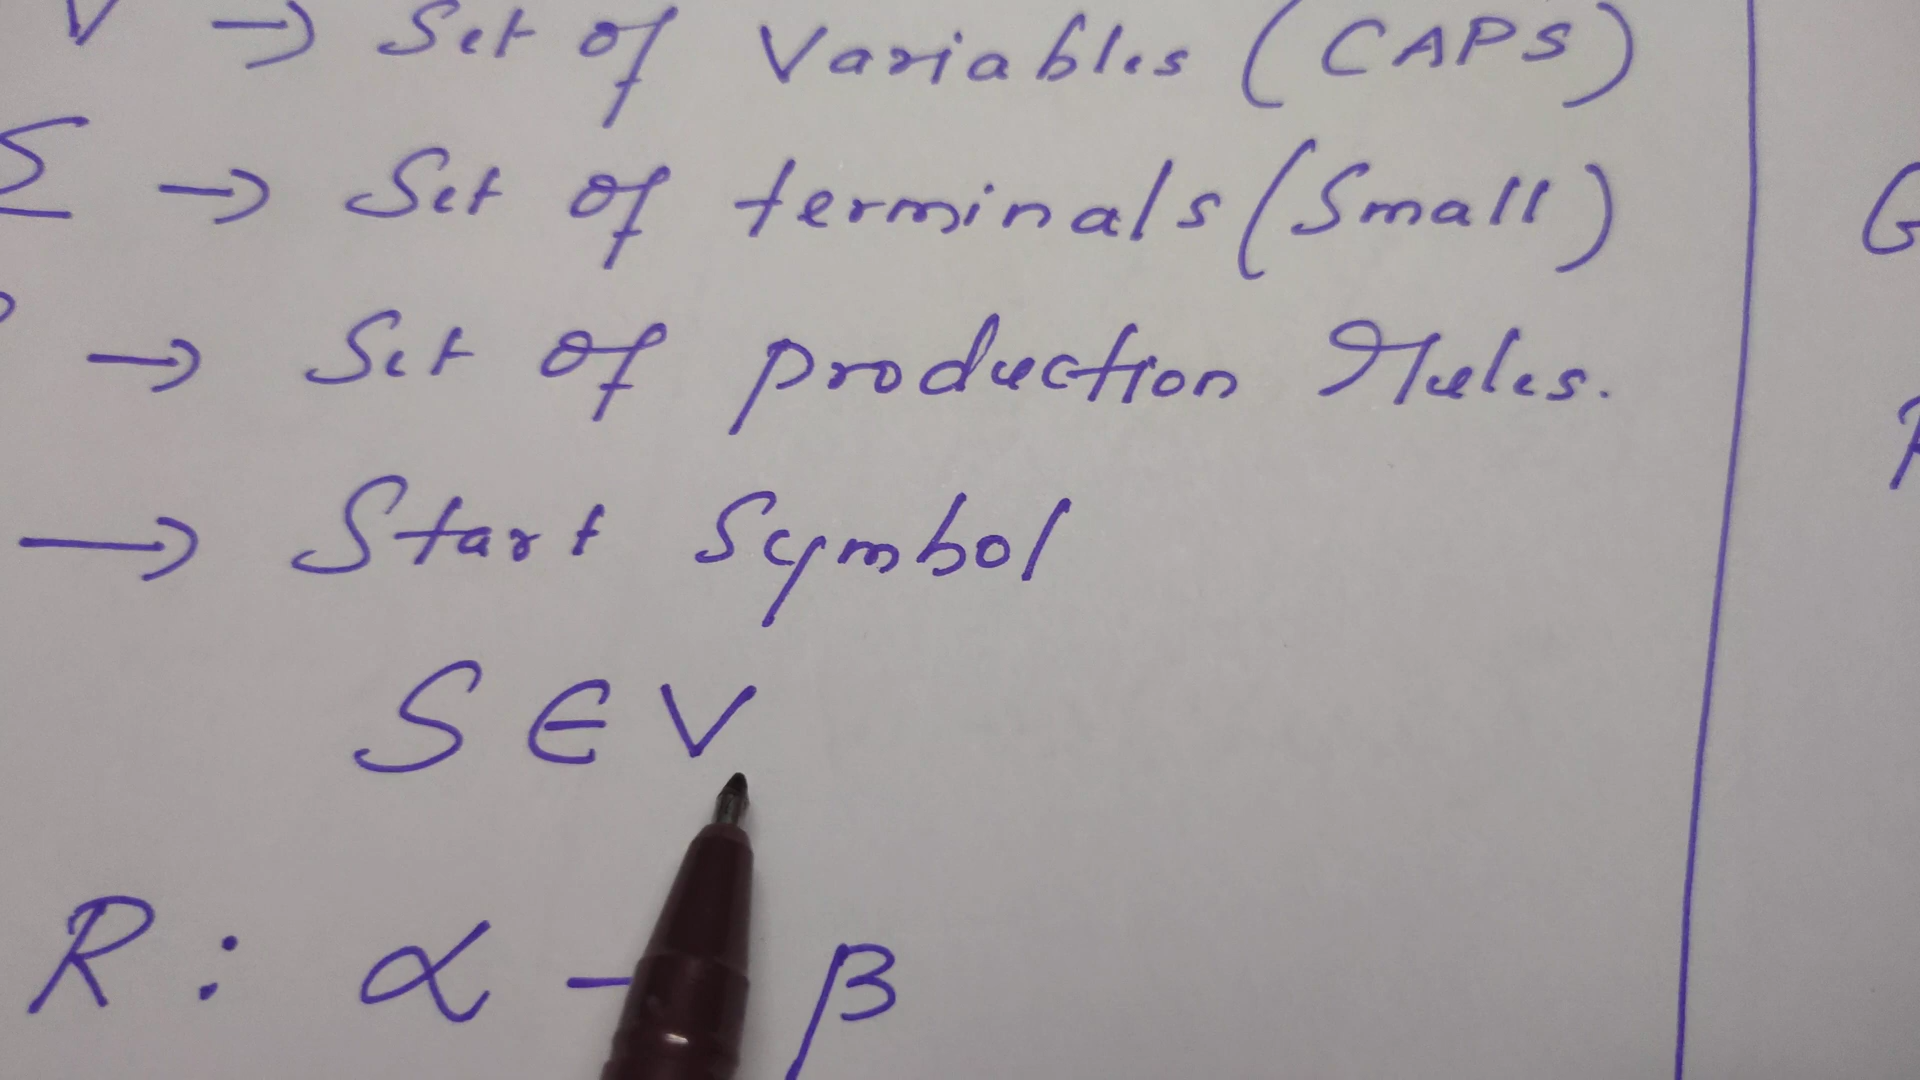 V → Set of Variables (CAPS)
Σ → Set of terminals (Small)
→ Set of production rules.
→ Start Symbol
S ∈ V
R : α - β
G